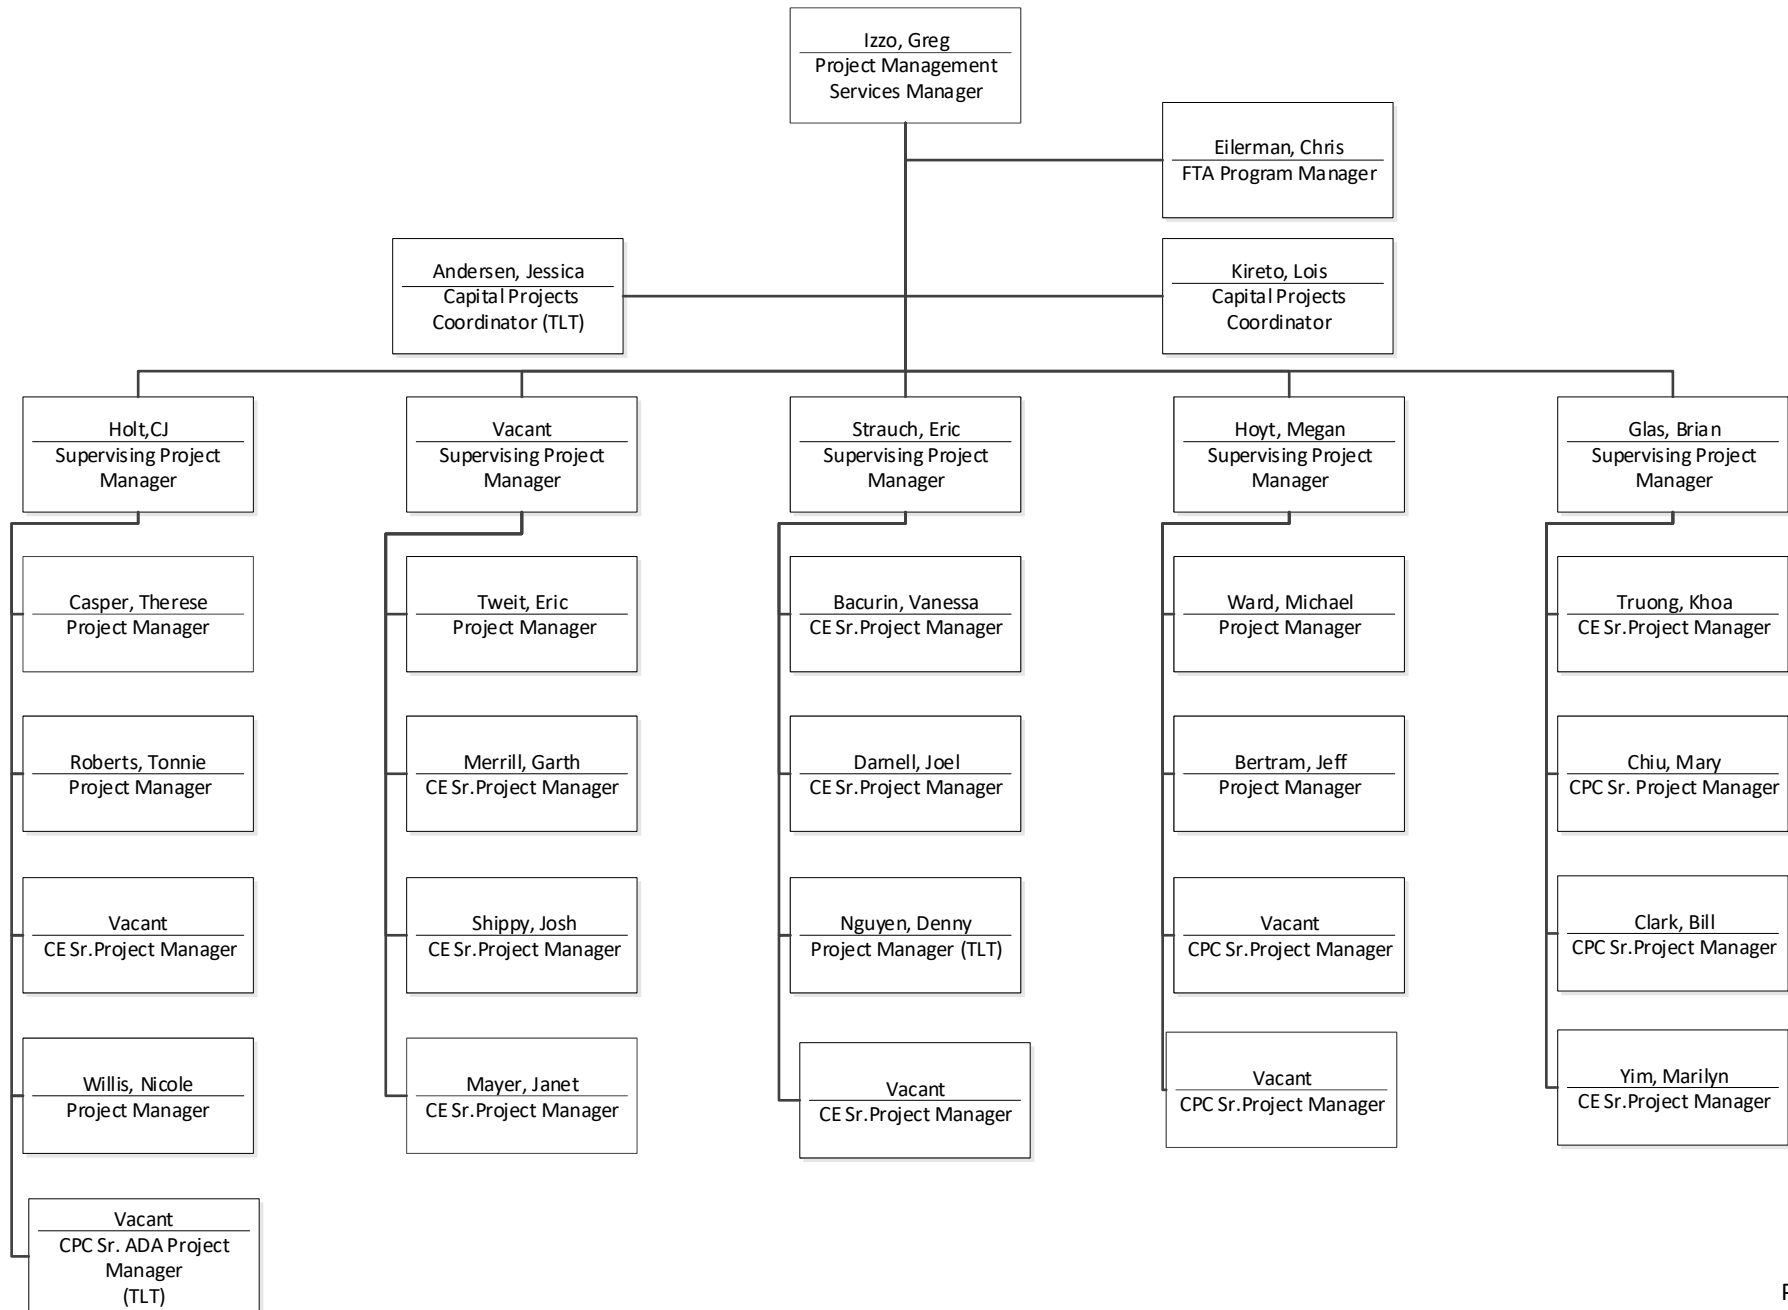 Izzo, Greg
Project Management
Services Manager
Eilerman, Chris
FTA Program Manager
Andersen, Jessica
Capital Projects
Coordinator (TLT)
Kireto, Lois
Capital Projects
Coordinator
Holt,CJ
Supervising Project
Manager
Vacant
Supervising Project
Manager
Strauch, Eric
Supervising Project
Manager
Hoyt, Megan
Supervising Project
Manager
Glas, Brian
Supervising Project
Manager
Casper, Therese
Project Manager
Tweit, Eric
Project Manager
Bacurin, Vanessa
CE Sr.Project Manager
Ward, Michael
Project Manager
Truong, Khoa
CE Sr.Project Manager
Roberts, Tonnie
Project Manager
Merrill, Garth
CE Sr.Project Manager
Darnell, Joel
CE Sr.Project Manager
Bertram, Jeff
Project Manager
Chiu, Mary
CPC Sr. Project Manager
Vacant
CE Sr.Project Manager
Shippy, Josh
CE Sr.Project Manager
Nguyen, Denny
Project Manager (TLT)
Vacant
CPC Sr.Project Manager
Clark, Bill
CPC Sr.Project Manager
Willis, Nicole
Project Manager
Mayer, Janet
CE Sr.Project Manager
Vacant
CE Sr.Project Manager
Vacant
CPC Sr.Project Manager
Yim, Marilyn
CE Sr.Project Manager
Vacant
CPC Sr. ADA Project
Manager
(TLT)